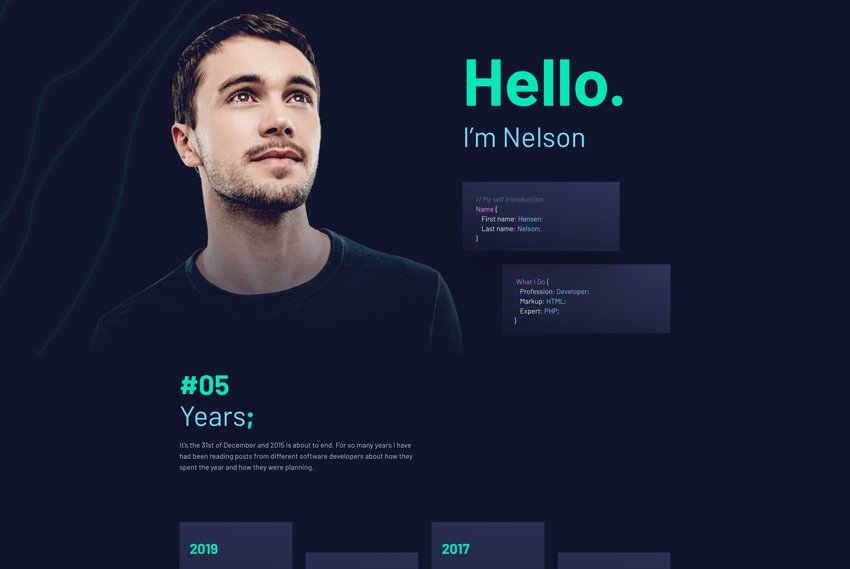 Hello.
I'm Nelson
// My self introduction
Name {
First name: Hansen;
Last name: Nelson;
}
.What I Do {
Profession: Developer;
Markup: HTML;
Expert: PHP;
}
#05
Years;
It's the 31st of December and 2015 is about to end. For so many years I have
had been reading posts from different software developers about how they
spent the year and how they were planning.
2019
2017